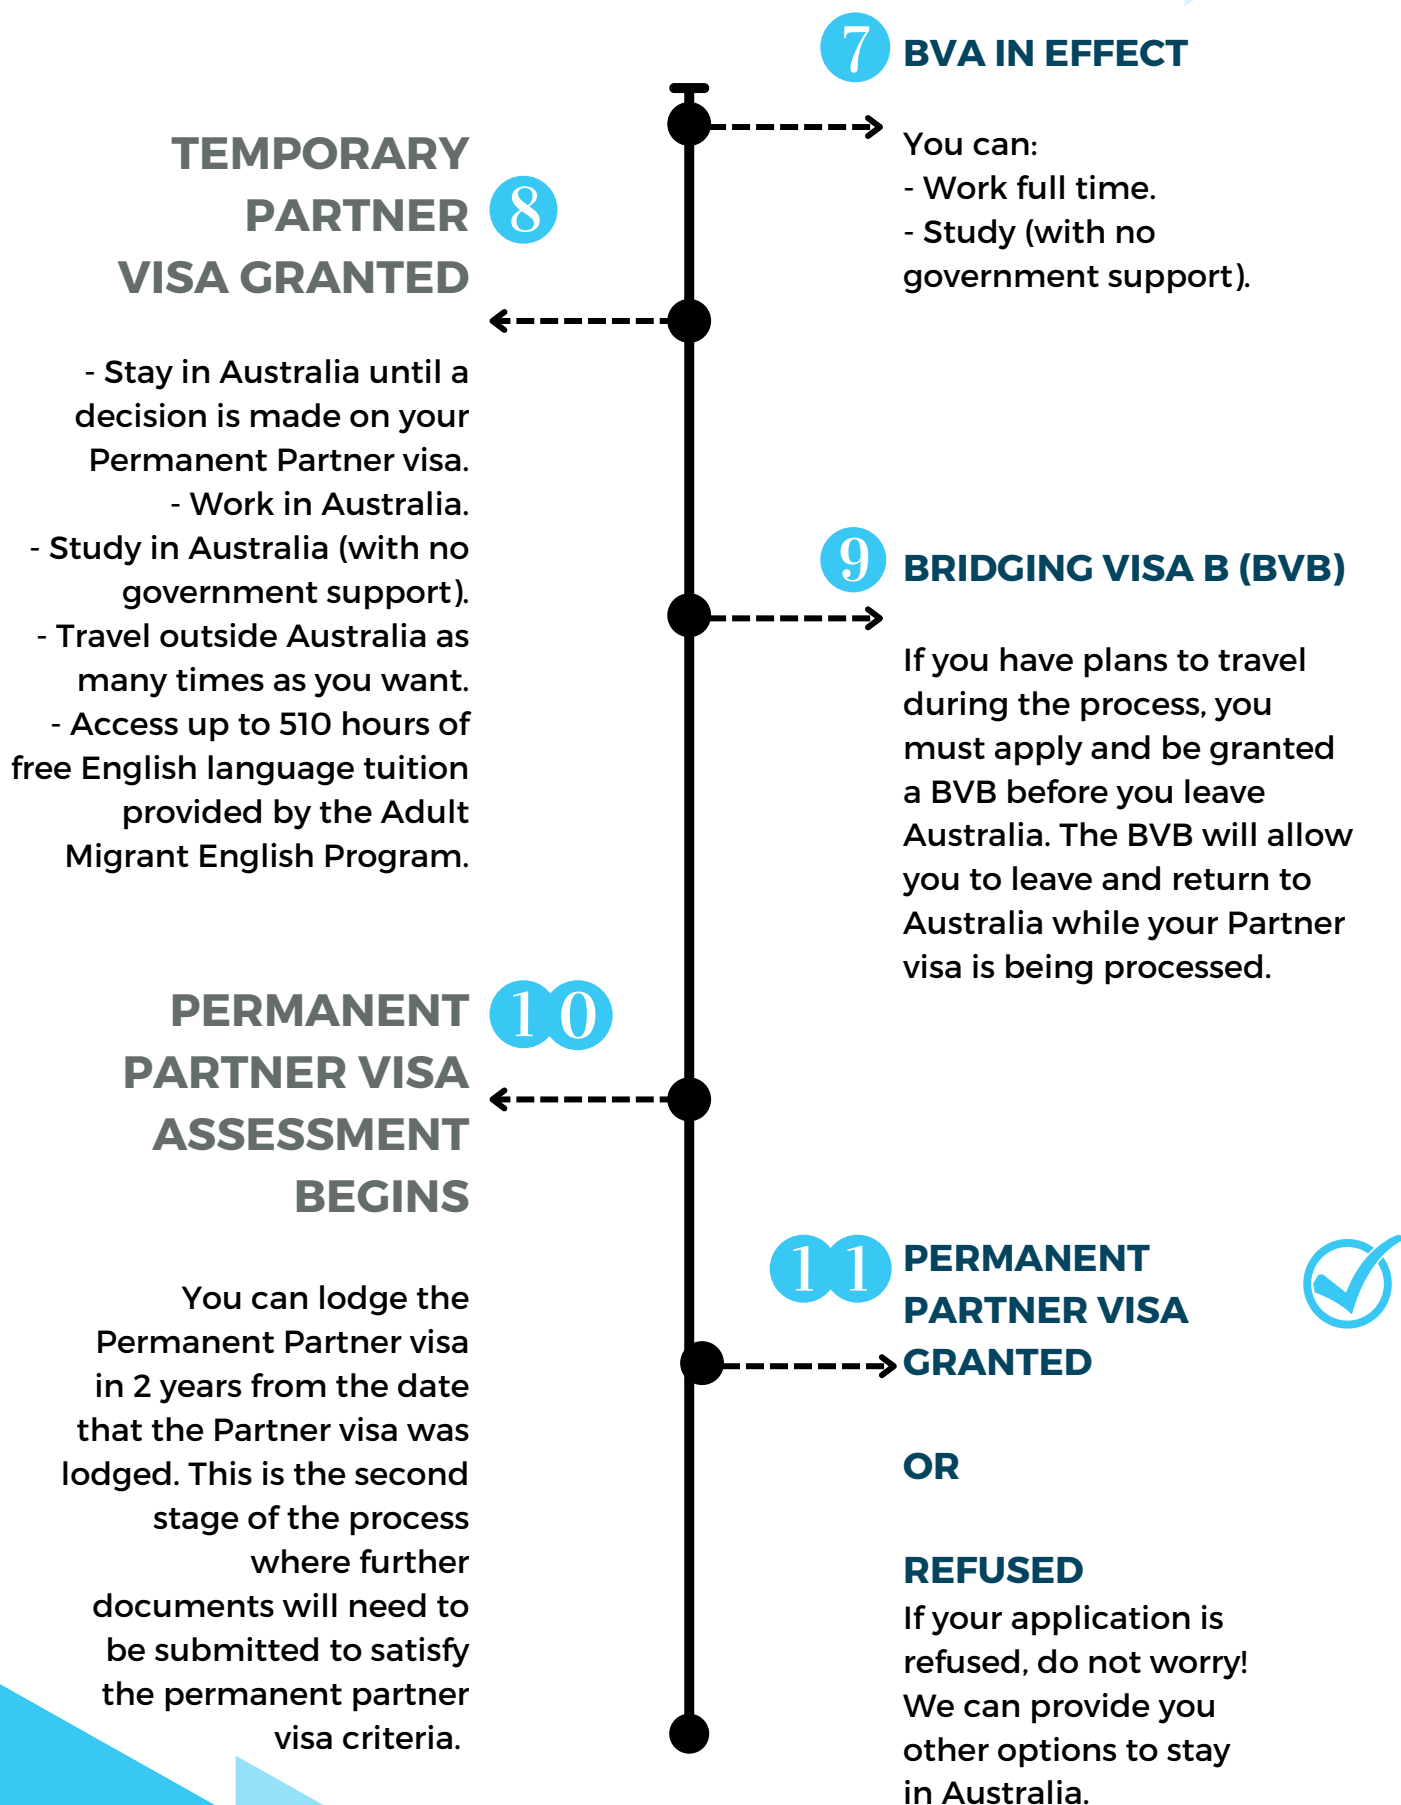 7 BVA IN EFFECT
You can:
- Work full time.
- Study (with no
government support).
TEMPORARY
PARTNER 8
VISA GRANTED
- Stay in Australia until a
decision is made on your
Permanent Partner visa.
- Work in Australia.
- Study in Australia (with no
government support).
- Travel outside Australia as
many times as you want.
- Access up to 510 hours of
free English language tuition
provided by the Adult
Migrant English Program.
9 BRIDGING VISA B (BVB)
If you have plans to travel
during the process, you
must apply and be granted
a BVB before you leave
Australia. The BVB will allow
you to leave and return to
Australia while your Partner
visa is being processed.
PERMANENT 10
PARTNER VISA
ASSESSMENT
BEGINS
You can lodge the
Permanent Partner visa
in 2 years from the date
that the Partner visa was
lodged. This is the second
stage of the process
where further
documents will need to
be submitted to satisfy
the permanent partner
visa criteria.
11 PERMANENT
PARTNER VISA
GRANTED
OR
REFUSED
If your application is
refused, do not worry!
We can provide you
other options to stay
in Australia.